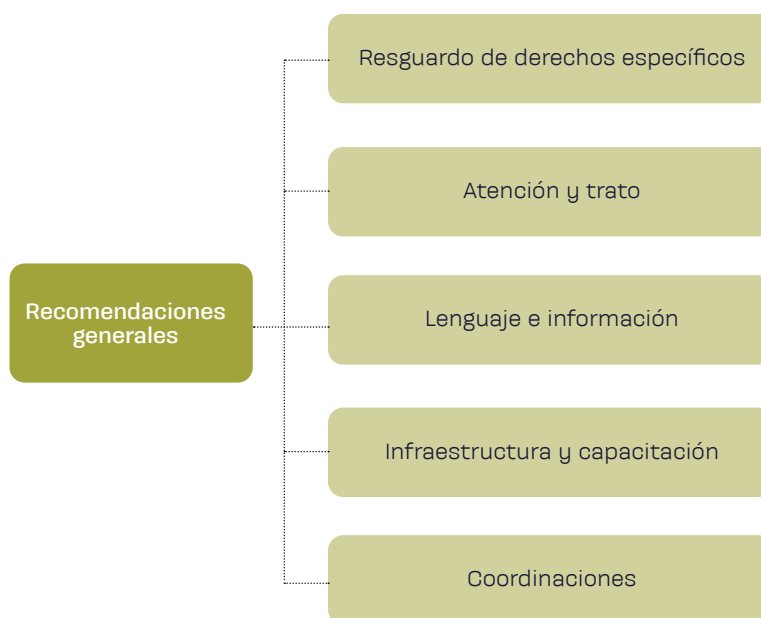 Resguardo de derechos específicos
Atención y trato
Recomendaciones
generales
Lenguaje e información
Infraestructura y capacitación
Coordinaciones